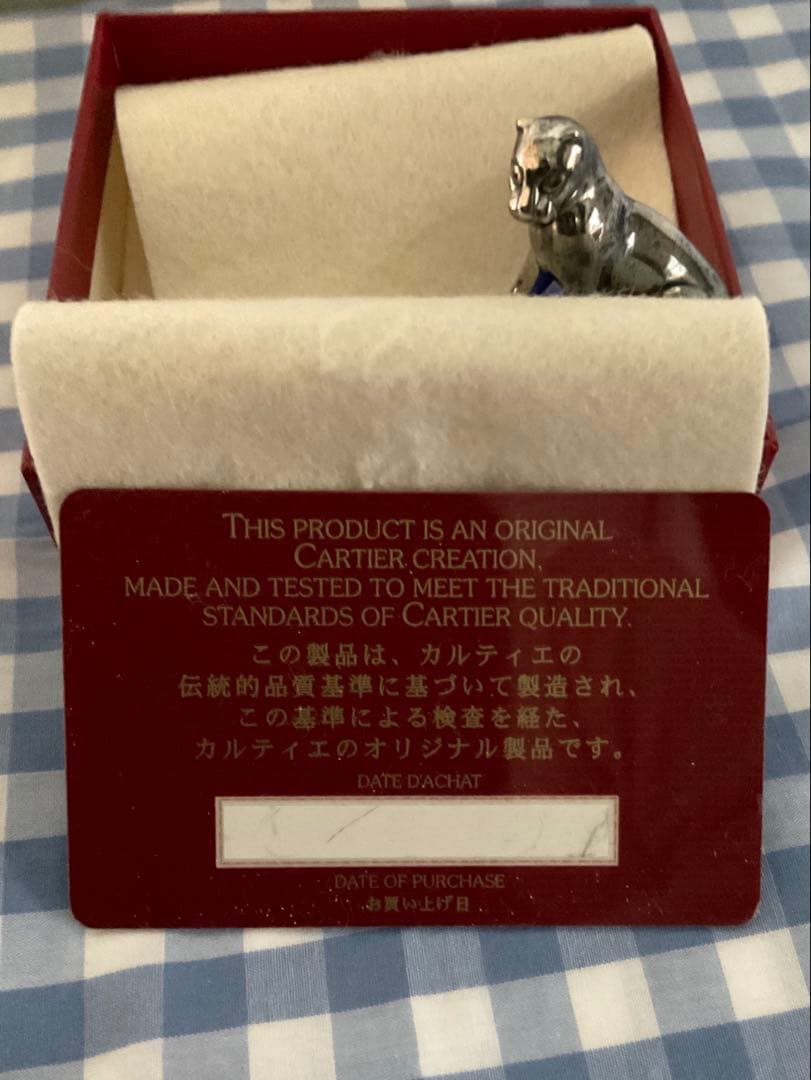 THIS PRODUCT IS AN ORIGINAL
CARTIER CREATION,
MADE AND TESTED TO MEET THE TRADITIONAL
STANDARDS OF CARTIER QUALITY.
この製品は、カルティエの
伝統的品質基準に基づいて製造され、
この基準による検査を経た、
カルティエのオリジナル製品です。
DATE D'ACHAT
DATE OF PURCHASE
お買い上げ日